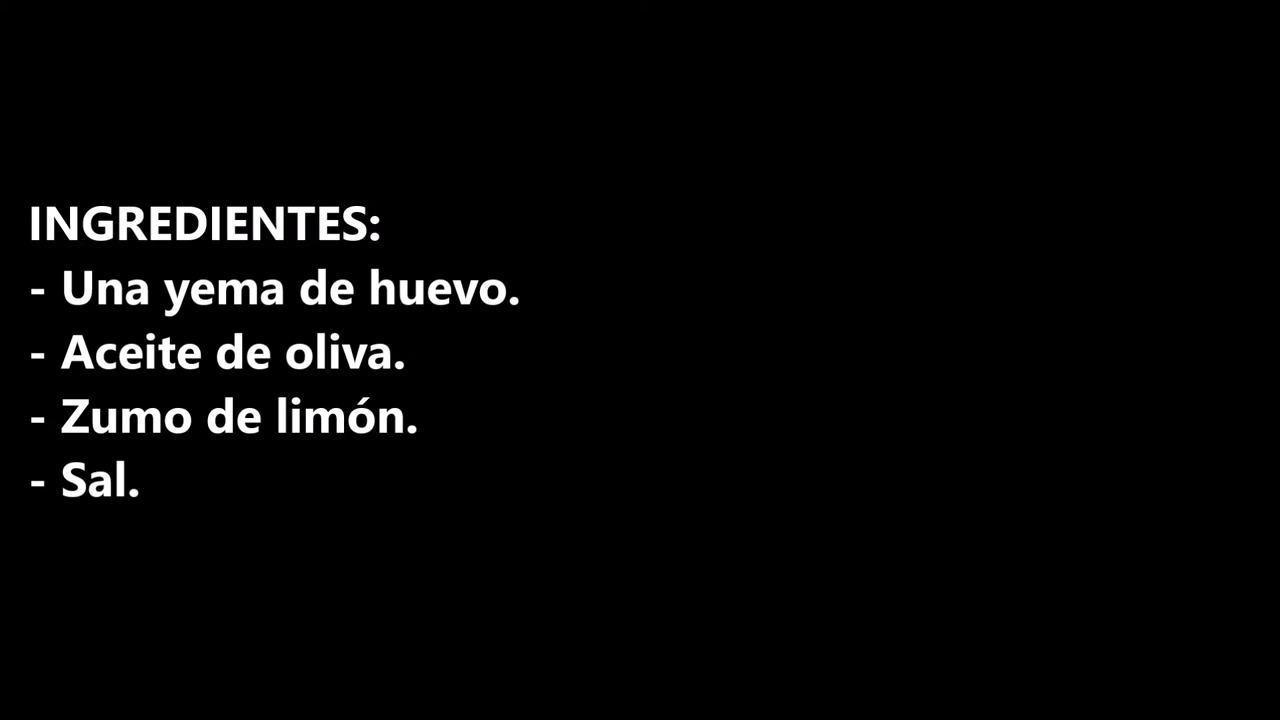 INGREDIENTES:
- Una yema de huevo.
- Aceite de oliva.
- Zumo de limón.
- Sal.